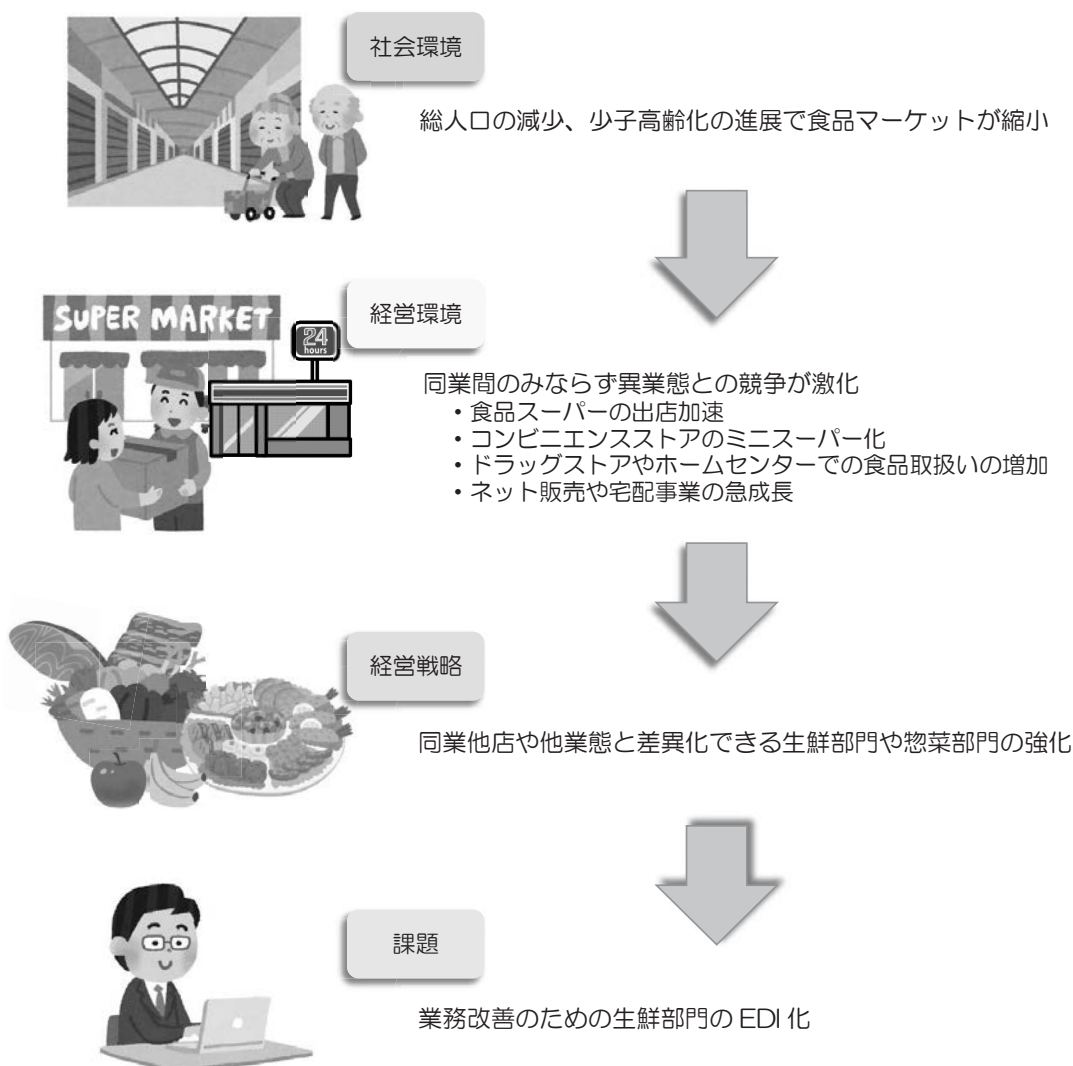 社会環境
総人口の減少、少子高齢化の進展で食品マーケットが縮小
SUPER MARKET
24
hours
経営環境
同業間のみならず異業態との競争が激化
・食品スーパーの出店加速
・コンビニエンスストアのミニスーパー化
・ドラッグストアやホームセンターでの食品取扱いの増加
・ネット販売や宅配事業の急成長
経営戦略
同業他店や他業態と差異化できる生鮮部門や惣菜部門の強化
課題
業務改善のための生鮮部門の EDI 化